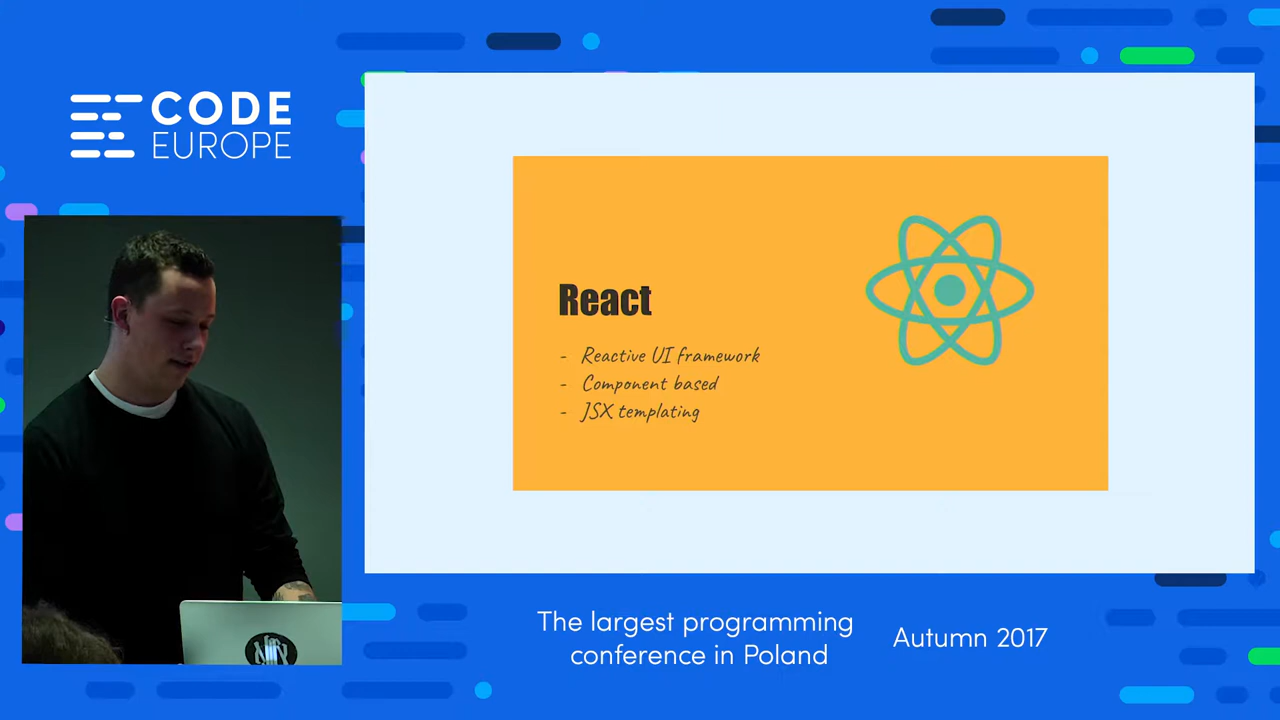 CODE
EUROPE
React
- Reactive UI framework
- Component based
- JSX templating
The largest programming
conference in Poland
Autumn 2017